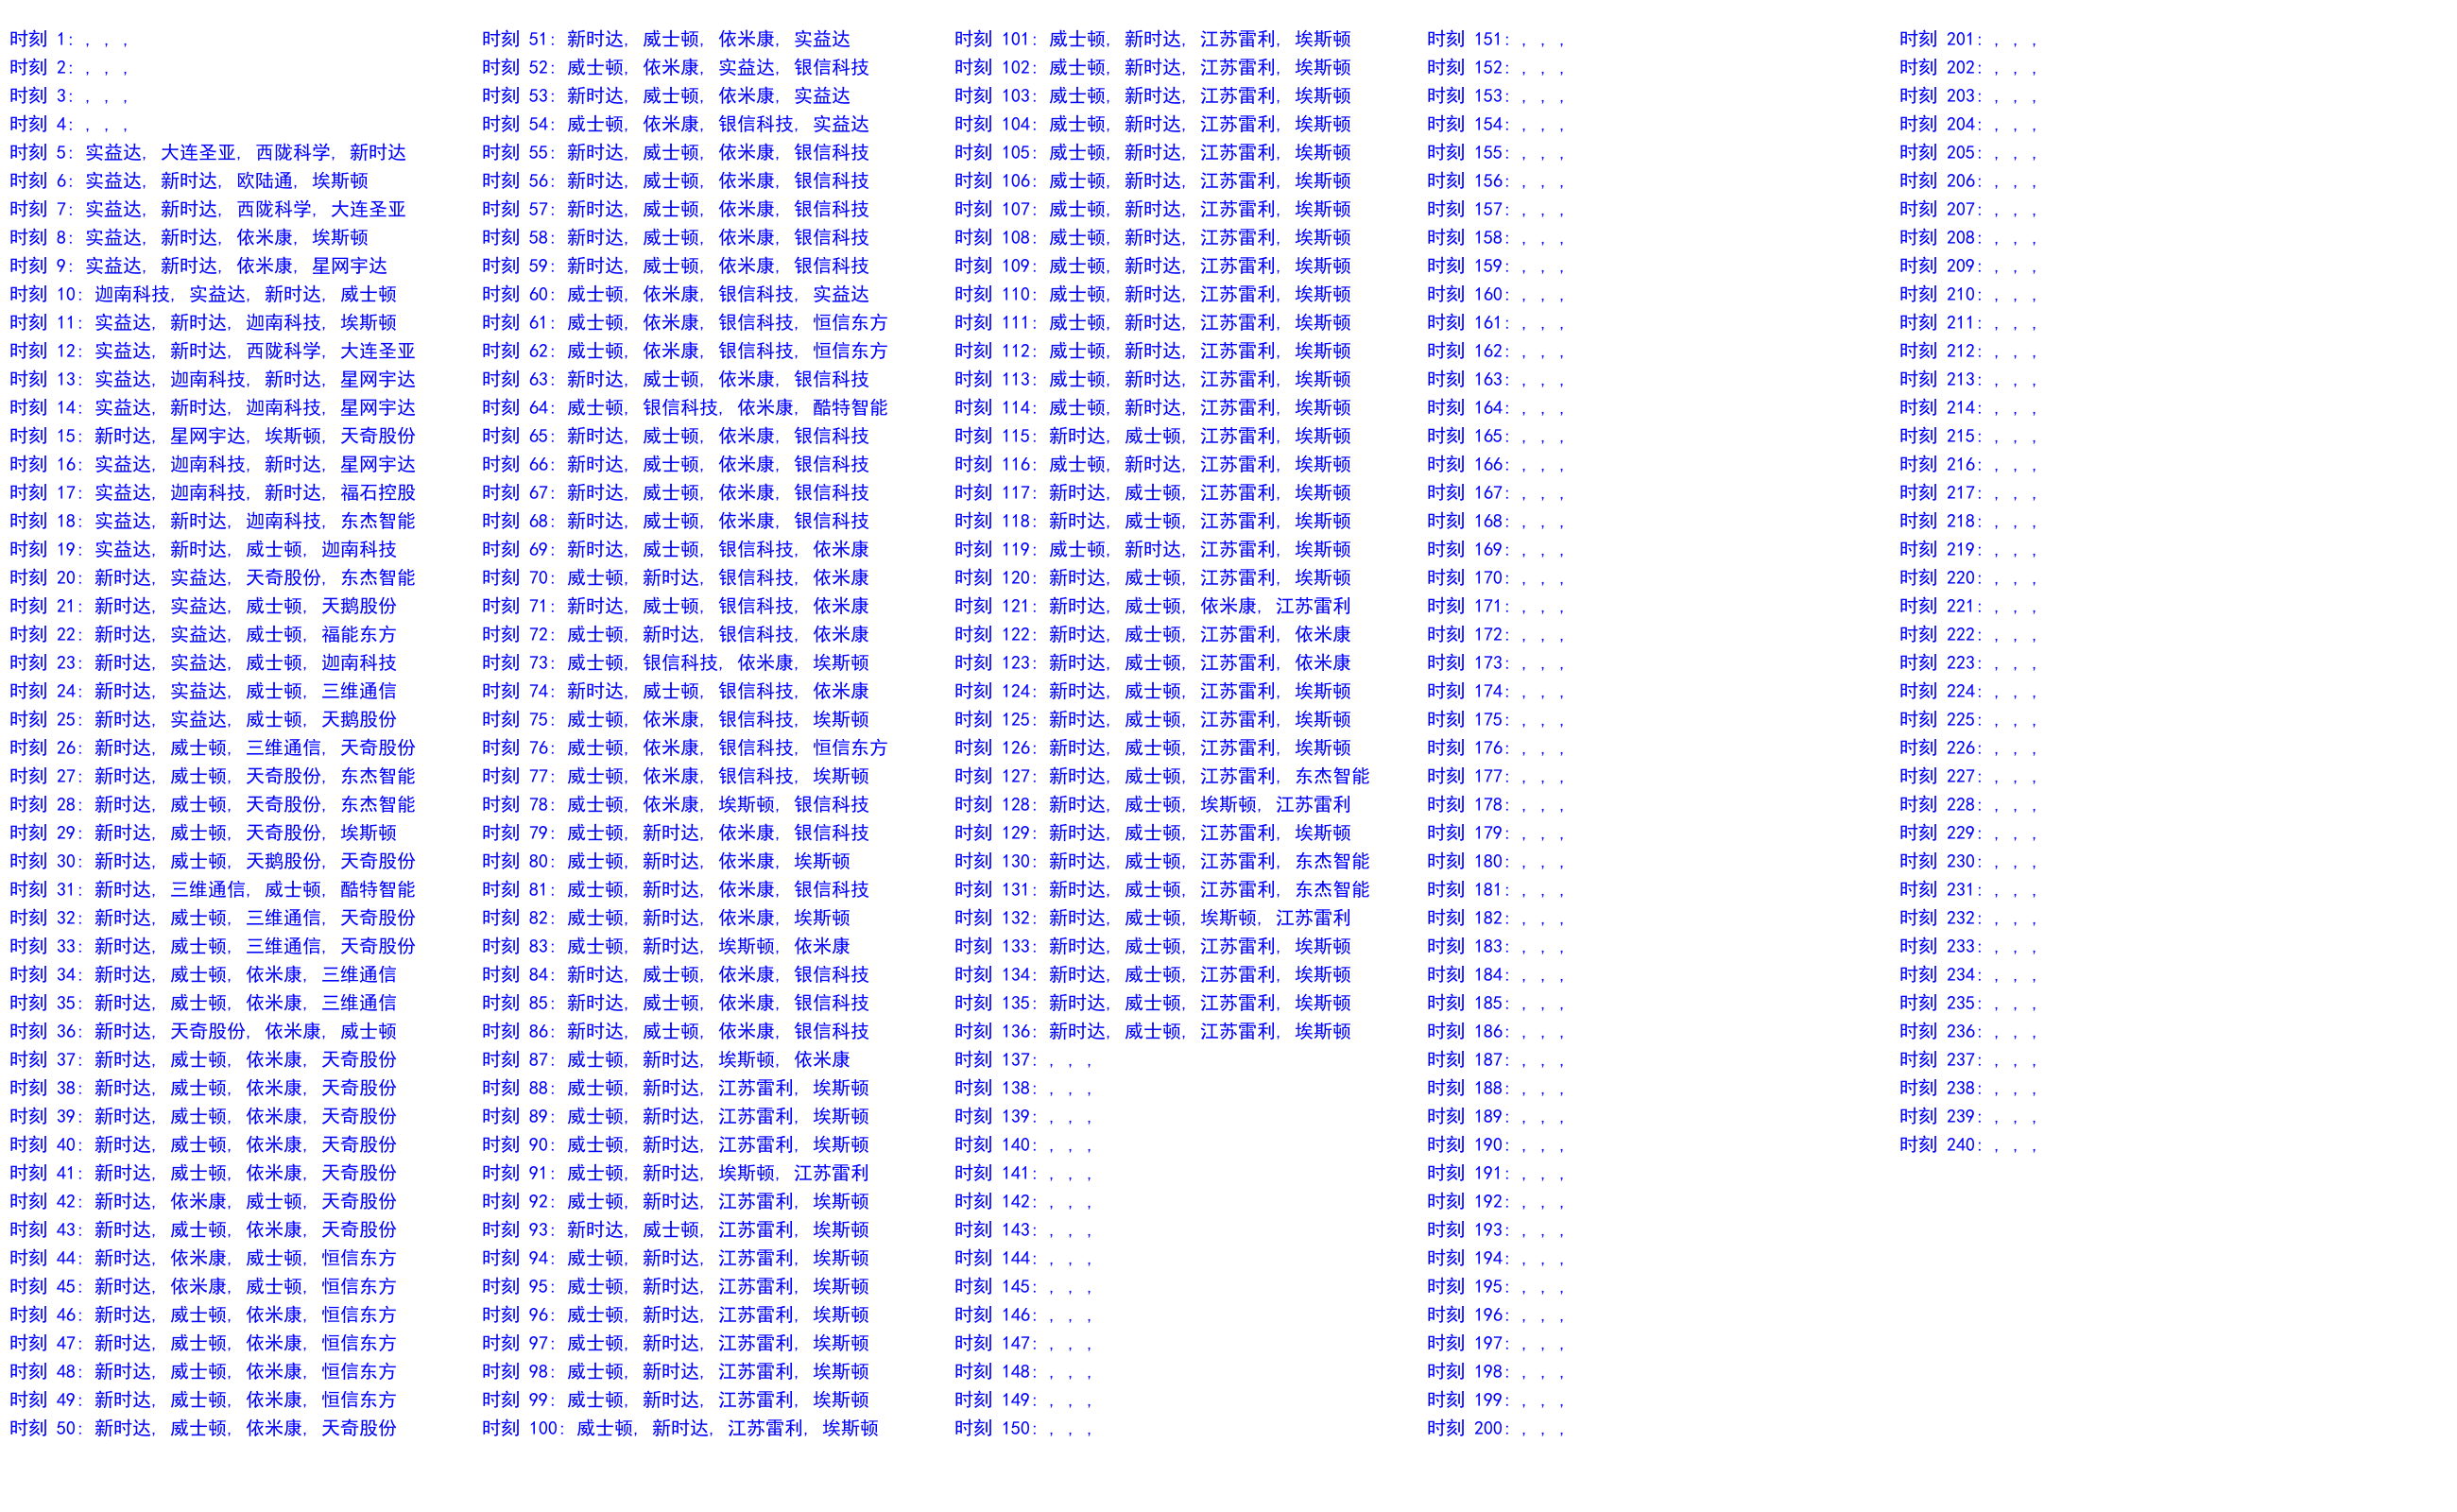 时刻 1: , , ,
时刻 2: , , ,
时刻 3: , , ,
时刻 4: , , ,
时刻 5: 实益达, 大连圣亚, 西陇科学, 新时达
时刻 6: 实益达, 新时达, 欧陆通, 埃斯顿
时刻 7: 实益达, 新时达, 西陇科学, 大连圣亚
时刻 8: 实益达, 新时达, 依米康, 埃斯顿
时刻 9: 实益达, 新时达, 依米康, 星网宇达
时刻 10: 迦南科技, 实益达, 新时达, 威士顿
时刻 11: 实益达, 新时达, 迦南科技, 埃斯顿
时刻 12: 实益达, 新时达, 西陇科学, 大连圣亚
时刻 13: 实益达, 迦南科技, 新时达, 星网宇达
时刻 14: 实益达, 新时达, 迦南科技, 星网宇达
时刻 15: 新时达, 星网宇达, 埃斯顿, 天奇股份
时刻 16: 实益达, 迦南科技, 新时达, 星网宇达
时刻 17: 实益达, 迦南科技, 新时达, 福石控股
时刻 18: 实益达, 新时达, 迦南科技, 东杰智能
时刻 19: 实益达, 新时达, 威士顿, 迦南科技
时刻 20: 新时达, 实益达, 天奇股份, 东杰智能
时刻 21: 新时达, 实益达, 威士顿, 天鹅股份
时刻 22: 新时达, 实益达, 威士顿, 福能东方
时刻 23: 新时达, 实益达, 威士顿, 迦南科技
时刻 24: 新时达, 实益达, 威士顿, 三维通信
时刻 25: 新时达, 实益达, 威士顿, 天鹅股份
时刻 26: 新时达, 威士顿, 三维通信, 天奇股份
时刻 27: 新时达, 威士顿, 天奇股份, 东杰智能
时刻 28: 新时达, 威士顿, 天奇股份, 东杰智能
时刻 29: 新时达, 威士顿, 天奇股份, 埃斯顿
时刻 30: 新时达, 威士顿, 天鹅股份, 天奇股份
时刻 31: 新时达, 三维通信, 威士顿, 酷特智能
时刻 32: 新时达, 威士顿, 三维通信, 天奇股份
时刻 33: 新时达, 威士顿, 三维通信, 天奇股份
时刻 34: 新时达, 威士顿, 依米康, 三维通信
时刻 35: 新时达, 威士顿, 依米康, 三维通信
时刻 36: 新时达, 天奇股份, 依米康, 威士顿
时刻 37: 新时达, 威士顿, 依米康, 天奇股份
时刻 38: 新时达, 威士顿, 依米康, 天奇股份
时刻 39: 新时达, 威士顿, 依米康, 天奇股份
时刻 40: 新时达, 威士顿, 依米康, 天奇股份
时刻 41: 新时达, 威士顿, 依米康, 天奇股份
时刻 42: 新时达, 依米康, 威士顿, 天奇股份
时刻 43: 新时达, 威士顿, 依米康, 天奇股份
时刻 44: 新时达, 依米康, 威士顿, 恒信东方
时刻 45: 新时达, 依米康, 威士顿, 恒信东方
时刻 46: 新时达, 威士顿, 依米康, 恒信东方
时刻 47: 新时达, 威士顿, 依米康, 恒信东方
时刻 48: 新时达, 威士顿, 依米康, 恒信东方
时刻 49: 新时达, 威士顿, 依米康, 恒信东方
时刻 50: 新时达, 威士顿, 依米康, 天奇股份
时刻 51: 新时达, 威士顿, 依米康, 实益达
时刻 52: 威士顿, 依米康, 实益达, 银信科技
时刻 53: 新时达, 威士顿, 依米康, 实益达
时刻 54: 威士顿, 依米康, 银信科技, 实益达
时刻 55: 新时达, 威士顿, 依米康, 银信科技
时刻 56: 新时达, 威士顿, 依米康, 银信科技
时刻 57: 新时达, 威士顿, 依米康, 银信科技
时刻 58: 新时达, 威士顿, 依米康, 银信科技
时刻 59: 新时达, 威士顿, 依米康, 银信科技
时刻 60: 威士顿, 依米康, 银信科技, 实益达
时刻 61: 威士顿, 依米康, 银信科技, 恒信东方
时刻 62: 威士顿, 依米康, 银信科技, 恒信东方
时刻 63: 新时达, 威士顿, 依米康, 银信科技
时刻 64: 威士顿, 银信科技, 依米康, 酷特智能
时刻 65: 新时达, 威士顿, 依米康, 银信科技
时刻 66: 新时达, 威士顿, 依米康, 银信科技
时刻 67: 新时达, 威士顿, 依米康, 银信科技
时刻 68: 新时达, 威士顿, 依米康, 银信科技
时刻 69: 新时达, 威士顿, 银信科技, 依米康
时刻 70: 威士顿, 新时达, 银信科技, 依米康
时刻 71: 新时达, 威士顿, 银信科技, 依米康
时刻 72: 威士顿, 新时达, 银信科技, 依米康
时刻 73: 威士顿, 银信科技, 依米康, 埃斯顿
时刻 74: 新时达, 威士顿, 银信科技, 依米康
时刻 75: 威士顿, 依米康, 银信科技, 埃斯顿
时刻 76: 威士顿, 依米康, 银信科技, 恒信东方
时刻 77: 威士顿, 依米康, 银信科技, 埃斯顿
时刻 78: 威士顿, 依米康, 埃斯顿, 银信科技
时刻 79: 威士顿, 新时达, 依米康, 银信科技
时刻 80: 威士顿, 新时达, 依米康, 埃斯顿
时刻 81: 威士顿, 新时达, 依米康, 银信科技
时刻 82: 威士顿, 新时达, 依米康, 埃斯顿
时刻 83: 威士顿, 新时达, 埃斯顿, 依米康
时刻 84: 新时达, 威士顿, 依米康, 银信科技
时刻 85: 新时达, 威士顿, 依米康, 银信科技
时刻 86: 新时达, 威士顿, 依米康, 银信科技
时刻 87: 威士顿, 新时达, 埃斯顿, 依米康
时刻 88: 威士顿, 新时达, 江苏雷利, 埃斯顿
时刻 89: 威士顿, 新时达, 江苏雷利, 埃斯顿
时刻 90: 威士顿, 新时达, 江苏雷利, 埃斯顿
时刻 91: 威士顿, 新时达, 埃斯顿, 江苏雷利
时刻 92: 威士顿, 新时达, 江苏雷利, 埃斯顿
时刻 93: 新时达, 威士顿, 江苏雷利, 埃斯顿
时刻 94: 威士顿, 新时达, 江苏雷利, 埃斯顿
时刻 95: 威士顿, 新时达, 江苏雷利, 埃斯顿
时刻 96: 威士顿, 新时达, 江苏雷利, 埃斯顿
时刻 97: 威士顿, 新时达, 江苏雷利, 埃斯顿
时刻 98: 威士顿, 新时达, 江苏雷利, 埃斯顿
时刻 99: 威士顿, 新时达, 江苏雷利, 埃斯顿
时刻 100: 威士顿, 新时达, 江苏雷利, 埃斯顿
时刻 101: 威士顿, 新时达, 江苏雷利, 埃斯顿
时刻 102: 威士顿, 新时达, 江苏雷利, 埃斯顿
时刻 103: 威士顿, 新时达, 江苏雷利, 埃斯顿
时刻 104: 威士顿, 新时达, 江苏雷利, 埃斯顿
时刻 105: 威士顿, 新时达, 江苏雷利, 埃斯顿
时刻 106: 威士顿, 新时达, 江苏雷利, 埃斯顿
时刻 107: 威士顿, 新时达, 江苏雷利, 埃斯顿
时刻 108: 威士顿, 新时达, 江苏雷利, 埃斯顿
时刻 109: 威士顿, 新时达, 江苏雷利, 埃斯顿
时刻 110: 威士顿, 新时达, 江苏雷利, 埃斯顿
时刻 111: 威士顿, 新时达, 江苏雷利, 埃斯顿
时刻 112: 威士顿, 新时达, 江苏雷利, 埃斯顿
时刻 113: 威士顿, 新时达, 江苏雷利, 埃斯顿
时刻 114: 威士顿, 新时达, 江苏雷利, 埃斯顿
时刻 115: 新时达, 威士顿, 江苏雷利, 埃斯顿
时刻 116: 威士顿, 新时达, 江苏雷利, 埃斯顿
时刻 117: 新时达, 威士顿, 江苏雷利, 埃斯顿
时刻 118: 新时达, 威士顿, 江苏雷利, 埃斯顿
时刻 119: 威士顿, 新时达, 江苏雷利, 埃斯顿
时刻 120: 新时达, 威士顿, 江苏雷利, 埃斯顿
时刻 121: 新时达, 威士顿, 依米康, 江苏雷利
时刻 122: 新时达, 威士顿, 江苏雷利, 依米康
时刻 123: 新时达, 威士顿, 江苏雷利, 依米康
时刻 124: 新时达, 威士顿, 江苏雷利, 埃斯顿
时刻 125: 新时达, 威士顿, 江苏雷利, 埃斯顿
时刻 126: 新时达, 威士顿, 江苏雷利, 埃斯顿
时刻 127: 新时达, 威士顿, 江苏雷利, 东杰智能
时刻 128: 新时达, 威士顿, 埃斯顿, 江苏雷利
时刻 129: 新时达, 威士顿, 江苏雷利, 埃斯顿
时刻 130: 新时达, 威士顿, 江苏雷利, 东杰智能
时刻 131: 新时达, 威士顿, 江苏雷利, 东杰智能
时刻 132: 新时达, 威士顿, 埃斯顿, 江苏雷利
时刻 133: 新时达, 威士顿, 江苏雷利, 埃斯顿
时刻 134: 新时达, 威士顿, 江苏雷利, 埃斯顿
时刻 135: 新时达, 威士顿, 江苏雷利, 埃斯顿
时刻 136: 新时达, 威士顿, 江苏雷利, 埃斯顿
时刻 137: , , ,
时刻 138: , , ,
时刻 139: , , ,
时刻 140: , , ,
时刻 141: , , ,
时刻 142: , , ,
时刻 143: , , ,
时刻 144: , , ,
时刻 145: , , ,
时刻 146: , , ,
时刻 147: , , ,
时刻 148: , , ,
时刻 149: , , ,
时刻 150: , , ,
时刻 151: , , ,
时刻 152: , , ,
时刻 153: , , ,
时刻 154: , , ,
时刻 155: , , ,
时刻 156: , , ,
时刻 157: , , ,
时刻 158: , , ,
时刻 159: , , ,
时刻 160: , , ,
时刻 161: , , ,
时刻 162: , , ,
时刻 163: , , ,
时刻 164: , , ,
时刻 165: , , ,
时刻 166: , , ,
时刻 167: , , ,
时刻 168: , , ,
时刻 169: , , ,
时刻 170: , , ,
时刻 171: , , ,
时刻 172: , , ,
时刻 173: , , ,
时刻 174: , , ,
时刻 175: , , ,
时刻 176: , , ,
时刻 177: , , ,
时刻 178: , , ,
时刻 179: , , ,
时刻 180: , , ,
时刻 181: , , ,
时刻 182: , , ,
时刻 183: , , ,
时刻 184: , , ,
时刻 185: , , ,
时刻 186: , , ,
时刻 187: , , ,
时刻 188: , , ,
时刻 189: , , ,
时刻 190: , , ,
时刻 191: , , ,
时刻 192: , , ,
时刻 193: , , ,
时刻 194: , , ,
时刻 195: , , ,
时刻 196: , , ,
时刻 197: , , ,
时刻 198: , , ,
时刻 199: , , ,
时刻 200: , , ,
时刻 201: , , ,
时刻 202: , , ,
时刻 203: , , ,
时刻 204: , , ,
时刻 205: , , ,
时刻 206: , , ,
时刻 207: , , ,
时刻 208: , , ,
时刻 209: , , ,
时刻 210: , , ,
时刻 211: , , ,
时刻 212: , , ,
时刻 213: , , ,
时刻 214: , , ,
时刻 215: , , ,
时刻 216: , , ,
时刻 217: , , ,
时刻 218: , , ,
时刻 219: , , ,
时刻 220: , , ,
时刻 221: , , ,
时刻 222: , , ,
时刻 223: , , ,
时刻 224: , , ,
时刻 225: , , ,
时刻 226: , , ,
时刻 227: , , ,
时刻 228: , , ,
时刻 229: , , ,
时刻 230: , , ,
时刻 231: , , ,
时刻 232: , , ,
时刻 233: , , ,
时刻 234: , , ,
时刻 235: , , ,
时刻 236: , , ,
时刻 237: , , ,
时刻 238: , , ,
时刻 239: , , ,
时刻 240: , , ,